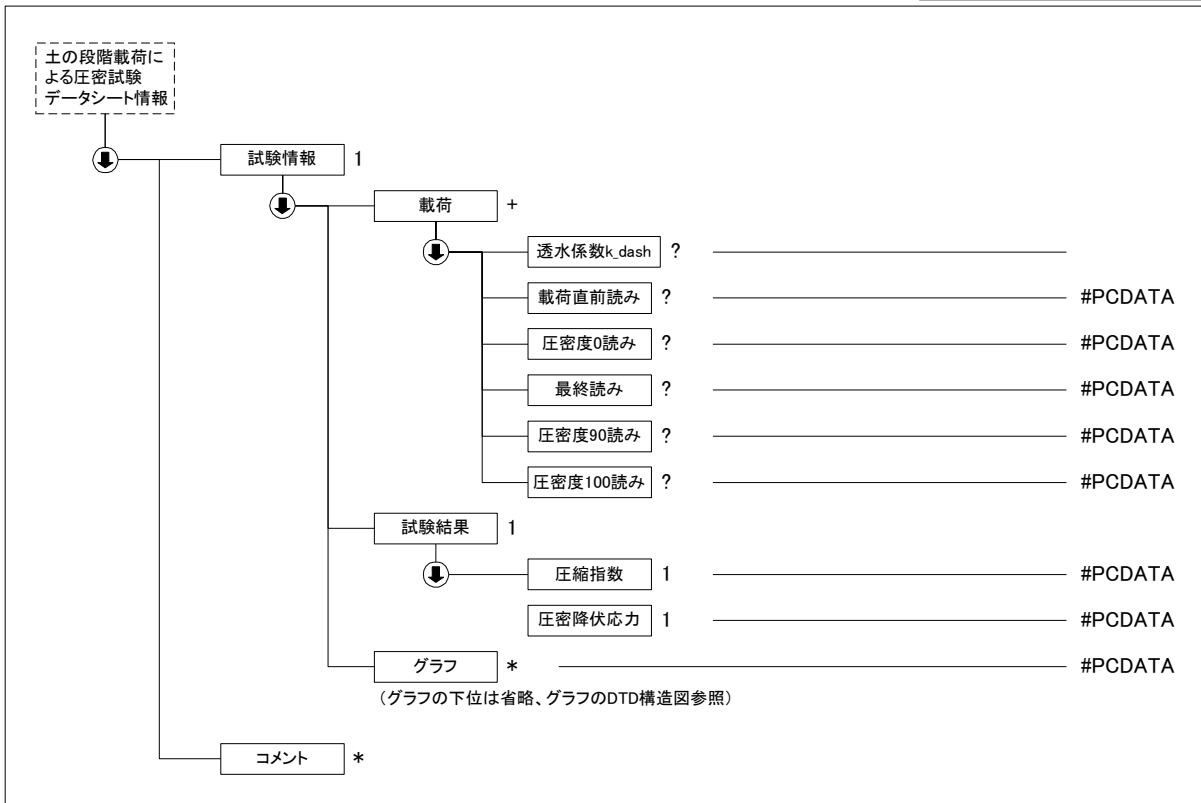 土の段階載荷に
よる圧密試験
データシート情報
試験情報 1
載荷 +
透水係数k_dash ?
載荷直前読み ? #PCDATA
圧密度0読み ? #PCDATA
最終読み ? #PCDATA
圧密度90読み ? #PCDATA
圧密度100読み ? #PCDATA
試験結果 1
圧縮指数 1 #PCDATA
圧密降伏応力 1 #PCDATA
グラフ * #PCDATA
(グラフの下位は省略、グラフのDTD構造図参照)
コメント *